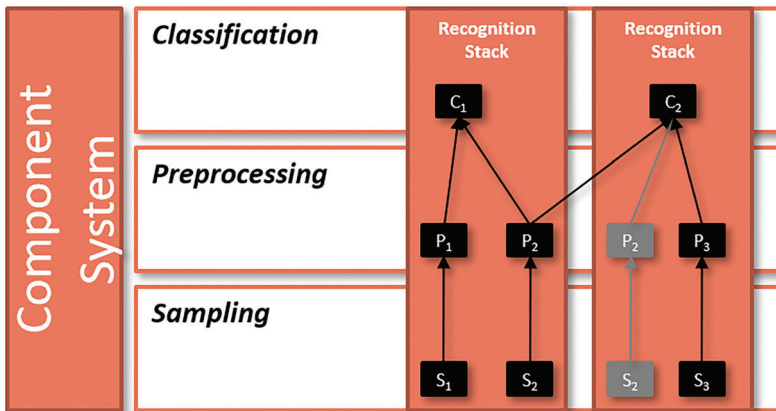 Component
System
Classification
Preprocessing
Sampling
Recognition
Stack
C₁
P₁ P₂
S₁ S₂
Recognition
Stack
C₂
P₂ P₃
S₂ S₃